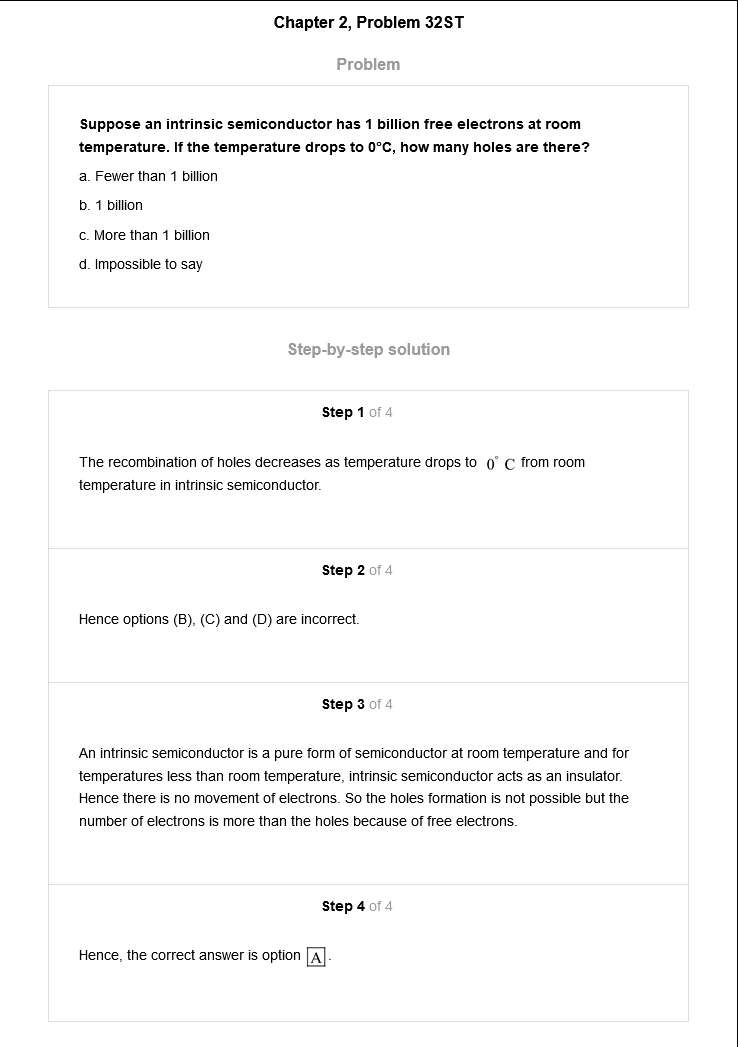 Chapter 2, Problem 32ST
Problem
Suppose an intrinsic semiconductor has 1 billion free electrons at room
temperature. If the temperature drops to 0°C, how many holes are there?
a. Fewer than 1 billion
b. 1 billion
c. More than 1 billion
d. Impossible to say
Step-by-step solution
Step 1 of 4
The recombination of holes decreases as temperature drops to 0° C from room
temperature in intrinsic semiconductor.
Step 2 of 4
Hence options (B), (C) and (D) are incorrect.
Step 3 of 4
An intrinsic semiconductor is a pure form of semiconductor at room temperature and for
temperatures less than room temperature, intrinsic semiconductor acts as an insulator.
Hence there is no movement of electrons. So the holes formation is not possible but the
number of electrons is more than the holes because of free electrons.
Step 4 of 4
Hence, the correct answer is option A.